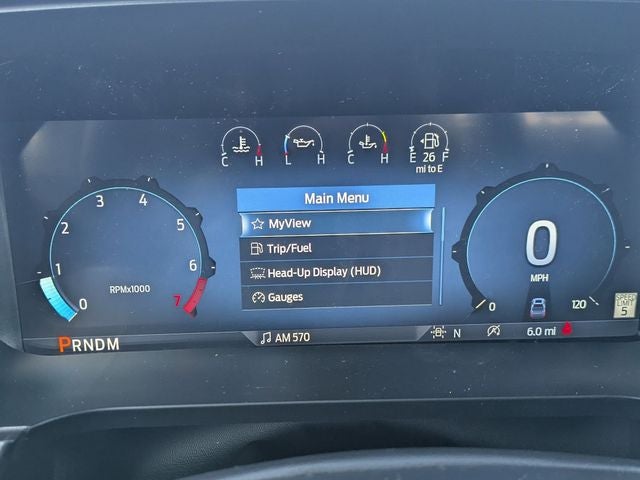 C H
L H
C H
E F
26
mi to E
Main Menu
MyView
Trip/Fuel
Head-Up Display (HUD)
Gauges
0 1 2 3 4 5 6 7
RPMx1000
0
MPH
0 120
SPEED
LIMIT
5
PRNDM
AM 570
N
6.0 mi